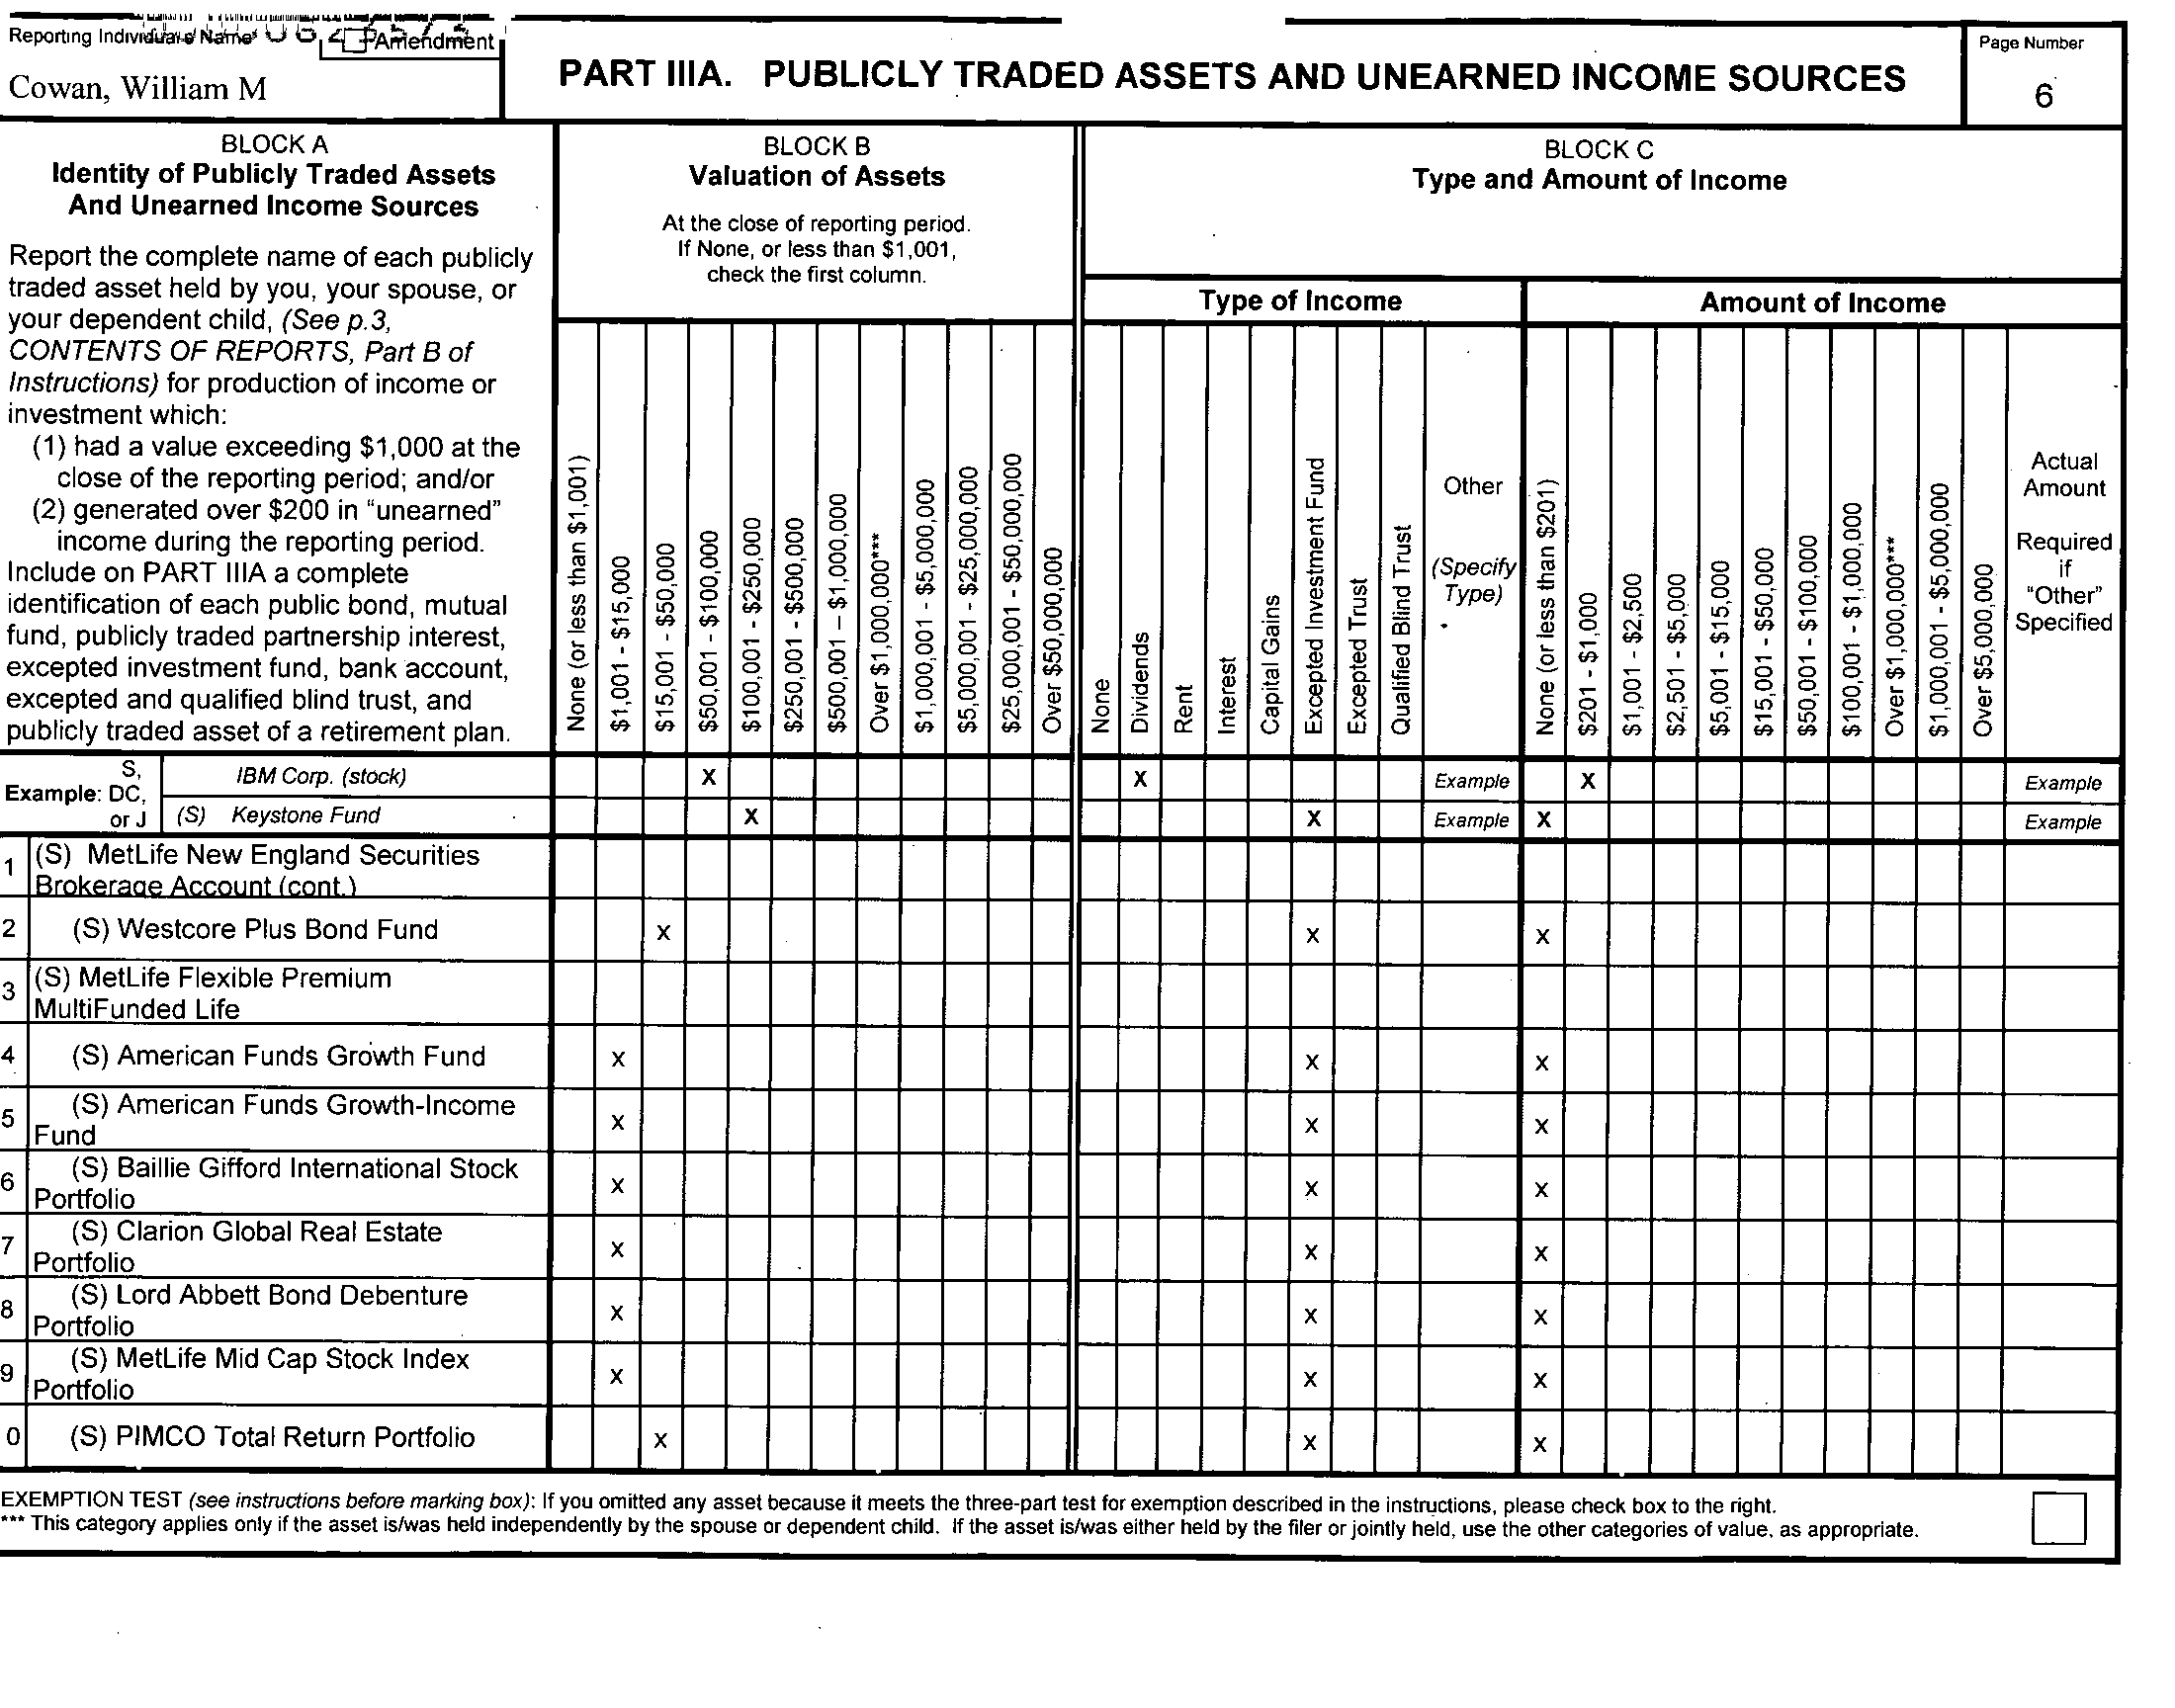 Reporting Individual's Name
Amendment
Cowan, William M
PART IIIA. PUBLICLY TRADED ASSETS AND UNEARNED INCOME SOURCES
Page Number
6
BLOCK A
Identity of Publicly Traded Assets
And Unearned Income Sources
Report the complete name of each publicly
traded asset held by you, your spouse, or
your dependent child, (See p.3,
CONTENTS OF REPORTS, Part B of
Instructions) for production of income or
investment which:
(1) had a value exceeding $1,000 at the
close of the reporting period; and/or
(2) generated over $200 in "unearned"
income during the reporting period.
Include on PART IIIA a complete
identification of each public bond, mutual
fund, publicly traded partnership interest,
excepted investment fund, bank account,
excepted and qualified blind trust, and
publicly traded asset of a retirement plan.
BLOCK B
Valuation of Assets
At the close of reporting period.
If None, or less than $1,001,
check the first column.
None (or less than $1,001)
$1,001 - $15,000
$15,001 - $50,000
$50,001 - $100,000
$100,001 - $250,000
$250,001 - $500,000
$500,001 – $1,000,000
Over $1,000,000***
$1,000,001 - $5,000,000
$5,000,001 - $25,000,000
$25,000,001 - $50,000,000
Over $50,000,000
BLOCK C
Type and Amount of Income
Type of Income
None
Dividends
Rent
Interest
Capital Gains
Excepted Investment Fund
Excepted Trust
Qualified Blind Trust
Other
(Specify
Type)
Amount of Income
None (or less than $201)
$201 - $1,000
$1,001 - $2,500
$2,501 - $5,000
$5,001 - $15,000
$15,001 - $50,000
$50,001 - $100,000
$100,001 - $1,000,000
Over $1,000,000***
$1,000,001 - $5,000,000
Over $5,000,000
Actual
Amount
Required
if
"Other"
Specified
Example: S, DC, or J
IBM Corp. (stock) X X Example X Example
(S) Keystone Fund X X Example X Example
1 (S) MetLife New England Securities
Brokerage Account (cont.)
2 (S) Westcore Plus Bond Fund X X X
3 (S) MetLife Flexible Premium
MultiFunded Life
4 (S) American Funds Growth Fund X X X
5 (S) American Funds Growth-Income
Fund X X X
6 (S) Baillie Gifford International Stock
Portfolio X X X
7 (S) Clarion Global Real Estate
Portfolio X X X
8 (S) Lord Abbett Bond Debenture
Portfolio X X X
9 (S) MetLife Mid Cap Stock Index
Portfolio X X X
0 (S) PIMCO Total Return Portfolio X X X
EXEMPTION TEST (see instructions before marking box): If you omitted any asset because it meets the three-part test for exemption described in the instructions, please check box to the right.
*** This category applies only if the asset is/was held independently by the spouse or dependent child. If the asset is/was either held by the filer or jointly held, use the other categories of value, as appropriate.